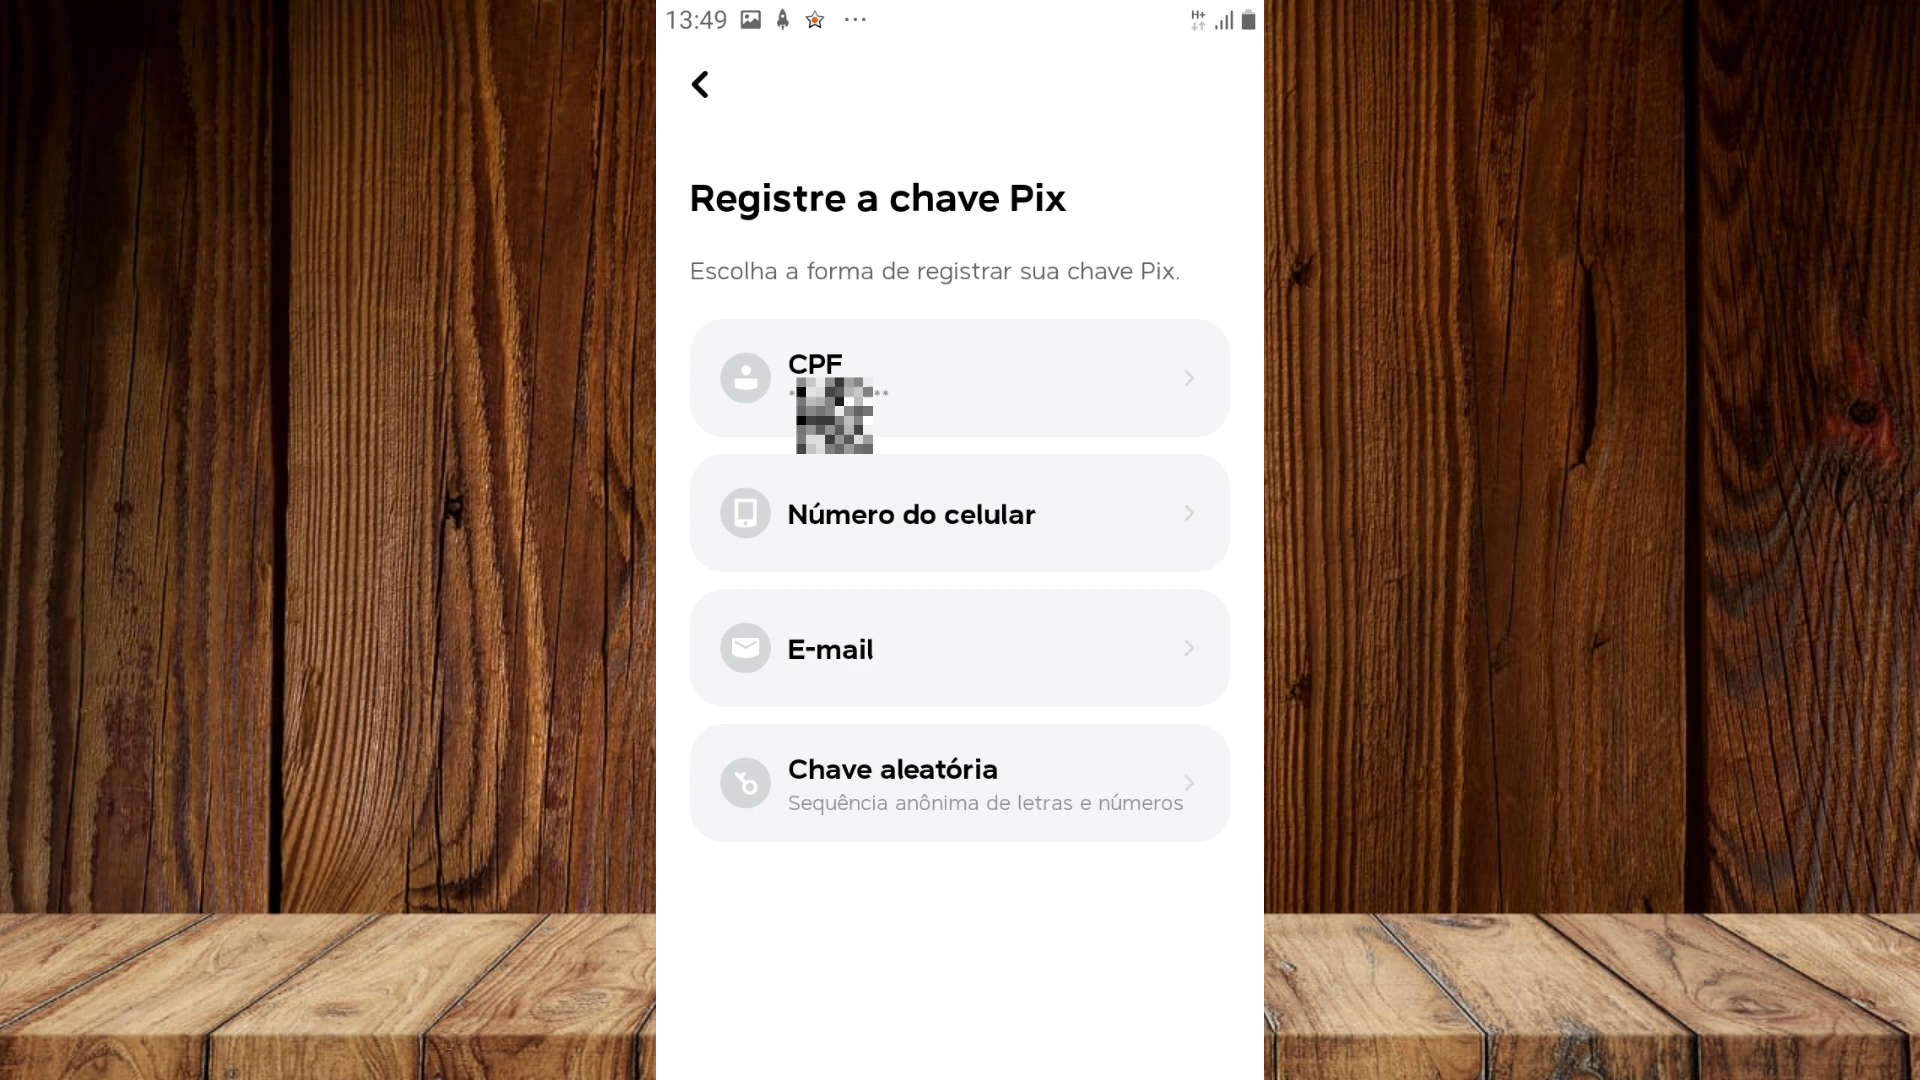 13:49
H+
Registre a chave Pix
Escolha a forma de registrar sua chave Pix.
CPF
Número do celular
E-mail
Chave aleatória
Sequência anônima de letras e números